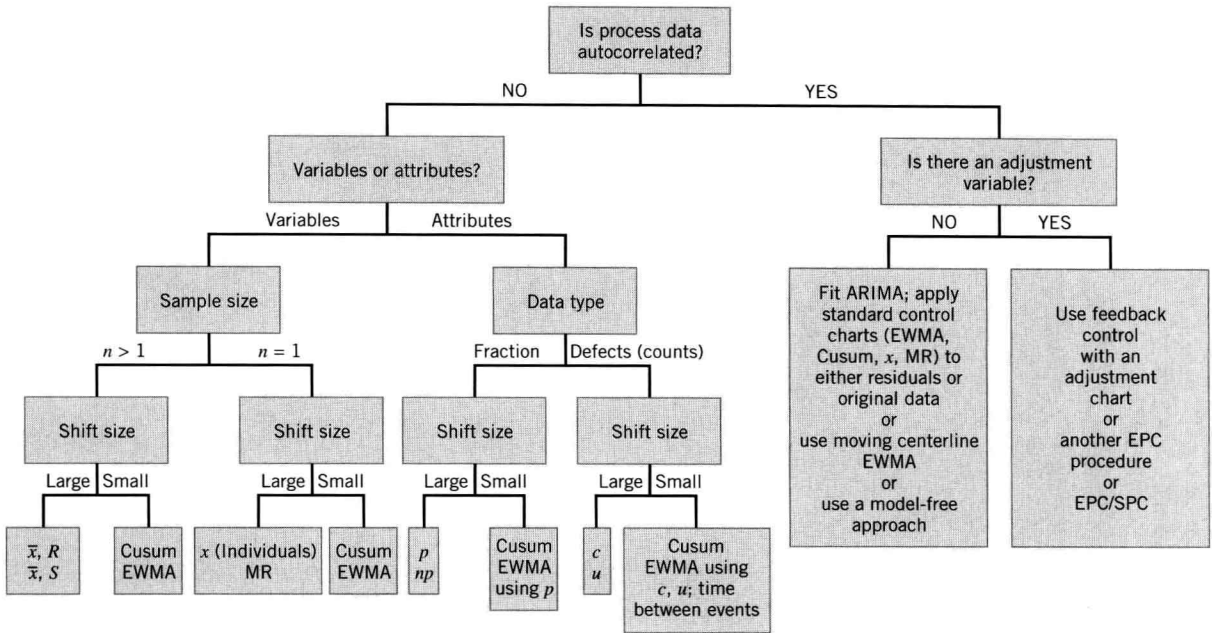 Is process data
autocorrelated?
NO
YES
Variables or attributes?
Is there an adjustment
variable?
Variables
Attributes
NO
YES
Sample size
Data type
Fit ARIMA; apply
standard control
charts (EWMA,
Cusum, x, MR) to
either residuals or
original data
or
use moving centerline
EWMA
or
use a model-free
approach
Use feedback
control
with an
adjustment
chart
or
another EPC
procedure
or
EPC/SPC
n > 1
n = 1
Fraction
Defects (counts)
Shift size
Shift size
Shift size
Shift size
Large
Small
Large
Small
Large
Small
Large
Small
x̅, R
x̅, S
Cusum
EWMA
x (Individuals)
MR
Cusum
EWMA
p
np
Cusum
EWMA
using p
c
u
Cusum
EWMA using
c, u; time
between events